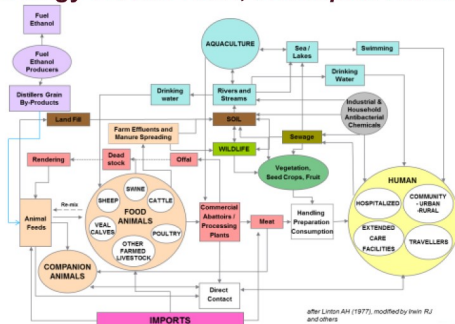 Fuel
Ethanol
Fuel
Ethanol
Producers
Distillers Grain
By-Products
AQUACULTURE
Sea /
Lakes
Swimming
Drinking
Water
Drinking
water
Rivers and
Streams
Industrial &
Household
Antibacterial
Chemicals
Land Fill
SOIL
Farm Effluents and
Manure Spreading
Sewage
WILDLIFE
Rendering
Dead
stock
Offal
Vegetation,
Seed Crops, Fruit
HUMAN
HOSPITALIZED
COMMUNITY
- URBAN
-RURAL
EXTENDED
CARE
FACILITIES
TRAVELLERS
SWINE
SHEEP
CATTLE
FOOD
ANIMALS
VEAL
CALVES
POULTRY
OTHER
FARMED
LIVESTOCK
Re-mix
Animal
Feeds
Commercial
Abattoirs /
Processing
Plants
Meat
Handling
Preparation
Consumption
COMPANION
ANIMALS
Direct
Contact
IMPORTS
after Linton AH (1977), modified by Irwin RJ
and others